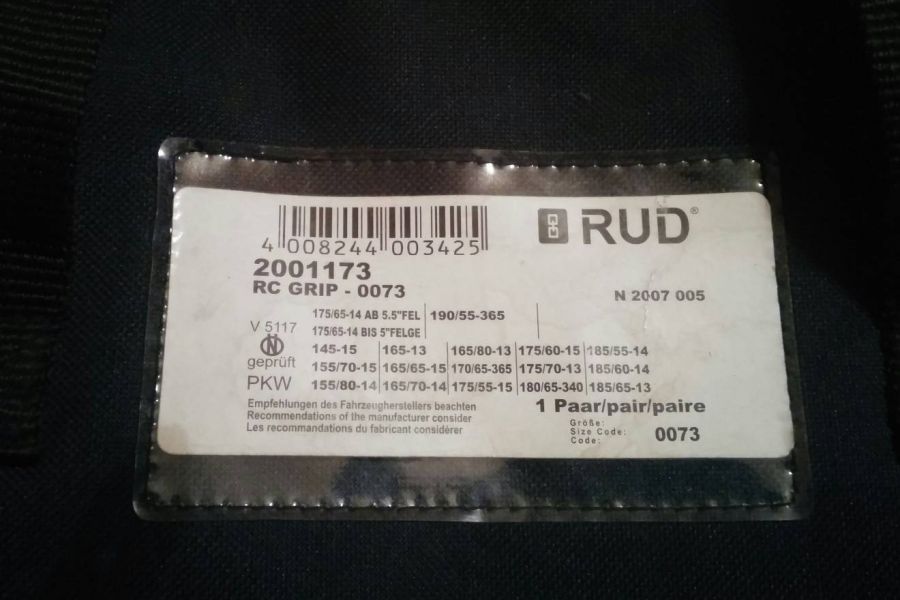 4 008244 003425
RUD®
2001173
RC GRIP - 0073
N 2007 005
175/65-14 AB 5.5"FEL 190/55-365
175/65-14 BIS 5"FELGE
V 5117
geprüft
PKW
145-15 165-13 165/80-13 175/60-15 185/55-14
155/70-15 165/65-15 170/65-365 175/70-13 185/60-14
155/80-14 165/70-14 175/55-15 180/65-340 185/65-13
Empfehlungen des Fahrzeugherstellers beachten
Recommendations of the manufacturer consider
Les recommandations du fabricant considérer
1 Paar/pair/paire
Größe:
Size Code:
Code:
0073